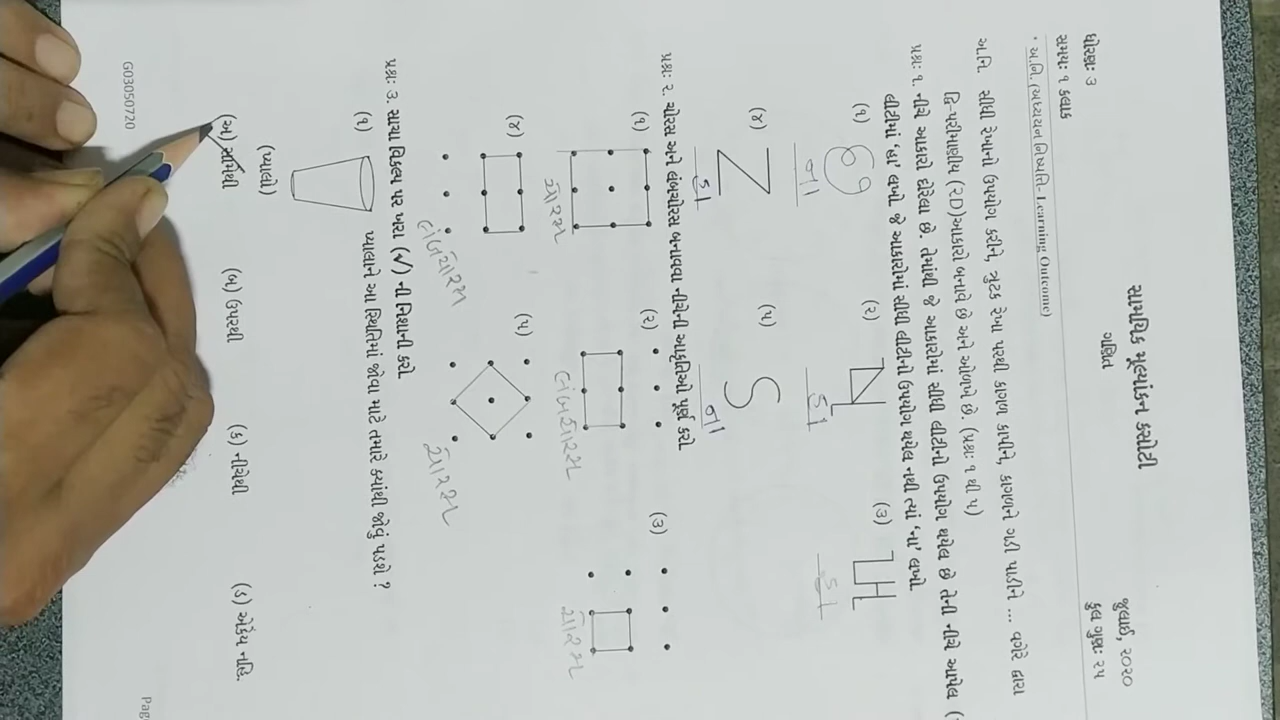 સામયિક મૂલ્યાંકન કસોટી
ધોરણ: ૩
ગણિત
જુલાઈ, ૨૦૨૦
સમય: ૧ કલાક
કુલ ગુણ: ૨૫
* અ.નિ. (અધ્યયન નિષ્પત્તિ- Learning Outcome)
અ.નિ. સીધી રેખાનો ઉપયોગ કરીને, ત્રુટક રેખા પરથી કાગળ કાપીને, કાગળને ગડી પાડીને ... વગેરે દ્વારા
દ્વિ-પરીમાણીય (૨D)આકારો બનાવે છે અને ઓળખે છે. (પ્રશ્ન: ૧ થી ૫)
પ્રશ્ન: ૧. નીચે આકારો દોરેલા છે. તેમાંથી જે આકારોમાં સીધી લીટીનો ઉપયોગ થયેલ છે તેની નીચે આપેલ (
લીટીમાં ‘હા’ લખો જે આકારોમાં સીધી લીટીનો ઉપયોગ થયેલ નથી ત્યાં ‘ના’ લખો.
(૧) (૨) (૩)
ના હા હા
(૪) Z (૫) S
હા ના
પ્રશ્ન: ૨. ચોરસ અને લંબચોરસ બનાવવા નીચેની આકૃતિઓ પૂર્ણ કરો.
(૧) (૨) (૩)
ચોરસ લંબચોરસ ચોરસ
(૪) (૫)
લંબચોરસ ચોરસ
પ્રશ્ન: ૩. સાચા વિકલ્પ પર ખરા (√) ની નિશાની કરો.
(૧) પ્યાલાને આ સ્થિતિમાં જોવા માટે તમારે ક્યાંથી જોવું પડશે ?
(પ્યાલો)
(અ) સામેથી (બ) ઉપરથી (ક) નીચેથી (ડ) એકેય નહિ.
G03050720
Pag